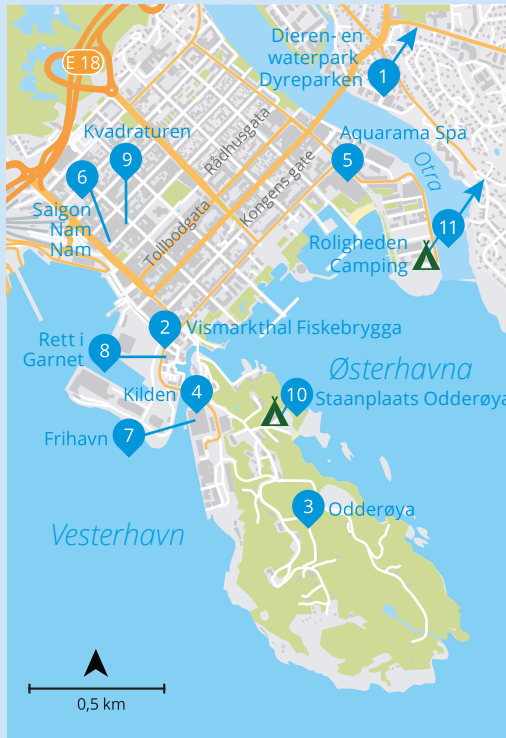 Dieren- en
waterpark
Dyreparken
1
E 18
Kvadraturen
9
Rådhusgata
Aquarama Spa
5
Otra
6
Saigon
Nam
Nam
Tollbodgata
Kongens gate
11
Roligheden
Camping
2
Vismarkthal Fiskebrygga
Rett i
Garnet
8
Østerhavna
Kilden
4
10
Staanplaats Odderøya
Frihavn
7
3
Odderøya
Vesterhavn
0,5 km